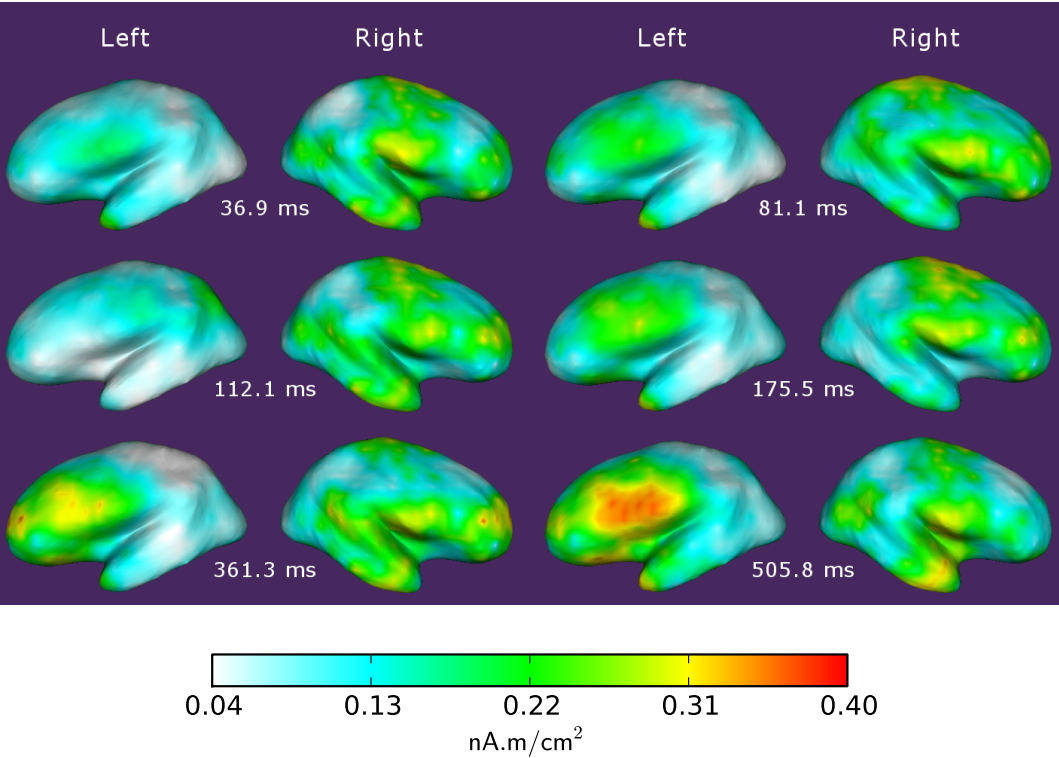 Left Right Left Right
36.9 ms 81.1 ms
112.1 ms 175.5 ms
361.3 ms 505.8 ms
0.04 0.13 0.22 0.31 0.40
nA.m/cm²